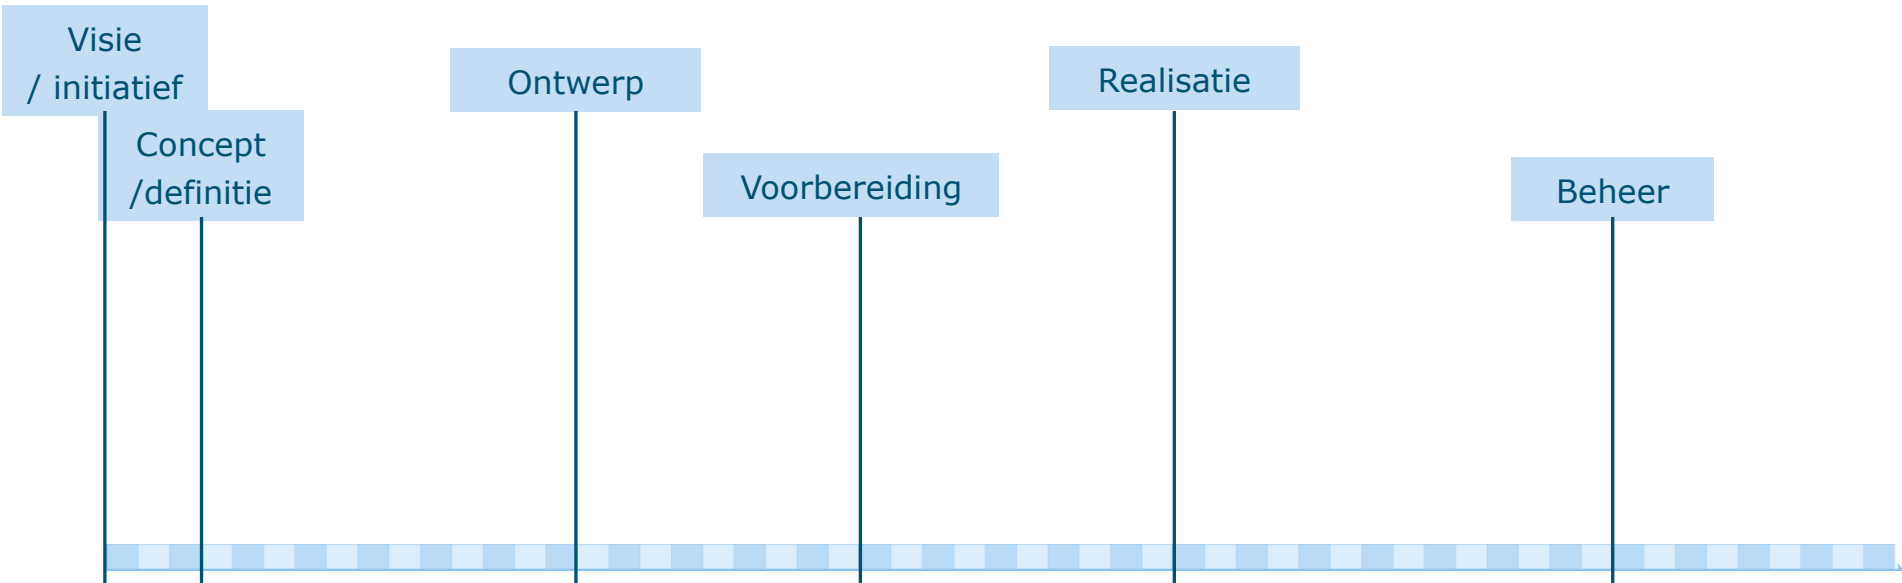 Visie
/ initiatief
Concept
/definitie
Ontwerp
Voorbereiding
Realisatie
Beheer